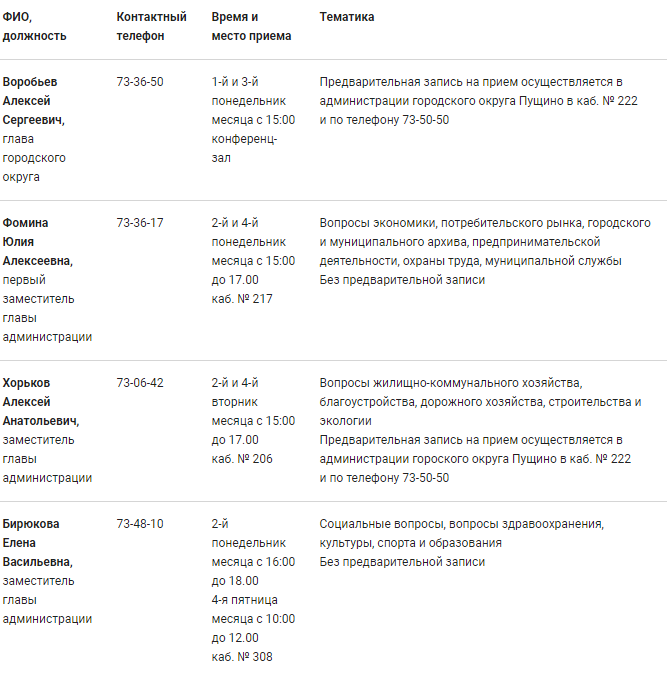 ФИО,
должность
Контактный
телефон
Время и
место приема
Тематика
Воробьев
Алексей
Сергеевич,
глава
городского
округа
73-36-50
1-й и 3-й
понедельник
месяца с 15:00
конференц-
зал
Предварительная запись на прием осуществляется в
администрации городского округа Пущино в каб. № 222
и по телефону 73-50-50
Фомина
Юлия
Алексеевна,
первый
заместитель
главы
администрации
73-36-17
2-й и 4-й
понедельник
месяца с 15:00
до 17.00
каб. № 217
Вопросы экономики, потребительского рынка, городского
и муниципального архива, предпринимательской
деятельности, охраны труда, муниципальной службы
Без предварительной записи
Хорьков
Алексей
Анатольевич,
заместитель
главы
администрации
73-06-42
2-й и 4-й
вторник
месяца с 15:00
до 17.00
каб. № 206
Вопросы жилищно-коммунального хозяйства,
благоустройства, дорожного хозяйства, строительства и
экологии
Предварительная запись на прием осуществляется в
администрации гороского округа Пущино в каб. № 222
и по телефону 73-50-50
Бирюкова
Елена
Васильевна,
заместитель
главы
администрации
73-48-10
2-й
понедельник
месяца с 16:00
до 18.00
4-я пятница
месяца с 10:00
до 12.00
каб. № 308
Социальные вопросы, вопросы здравоохранения,
культуры, спорта и образования
Без предварительной записи